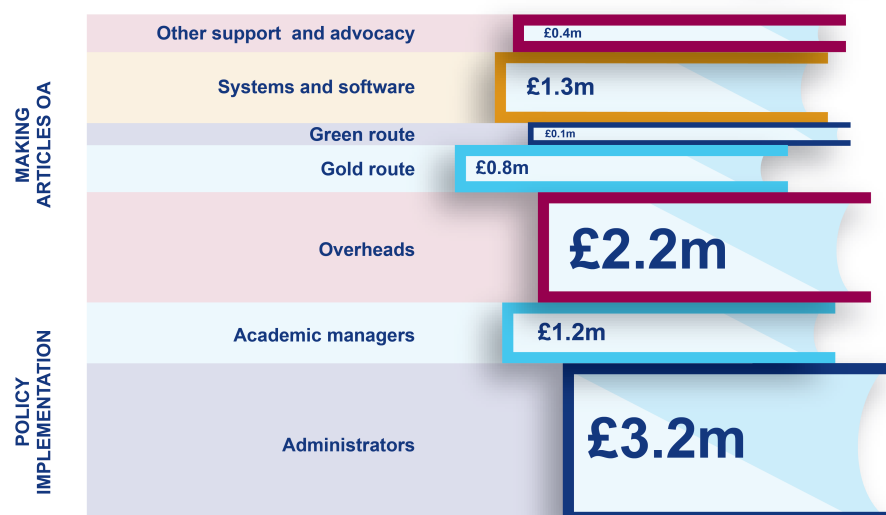 MAKING
ARTICLES OA
Other support and advocacy
£0.4m
Systems and software
£1.3m
Green route
£0.1m
Gold route
£0.8m
Overheads
£2.2m
POLICY
IMPLEMENTATION
Academic managers
£1.2m
Administrators
£3.2m